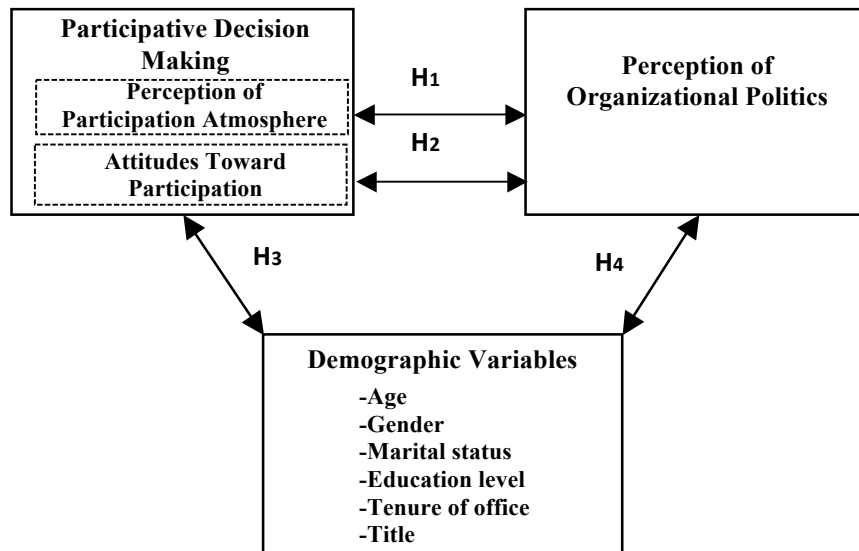 Participative Decision
Making
Perception of
Participation Atmosphere
Attitudes Toward
Participation
H1
H2
Perception of
Organizational Politics
H3
H4
Demographic Variables
-Age
-Gender
-Marital status
-Education level
-Tenure of office
-Title